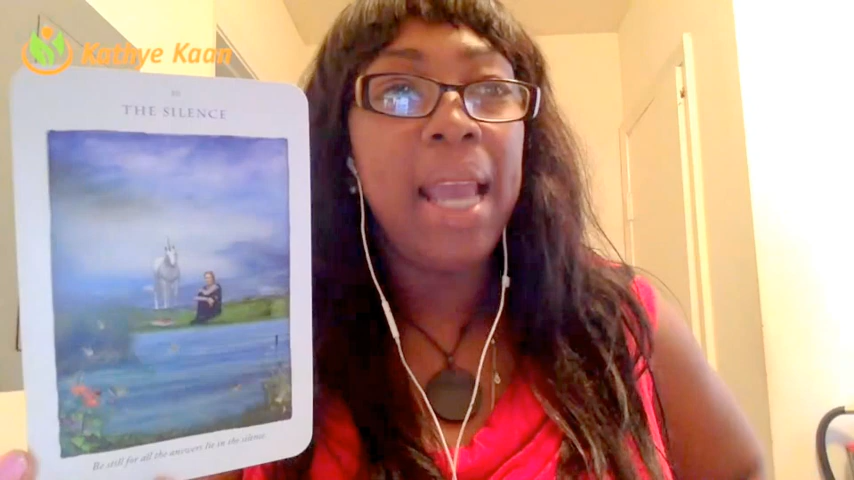 Kathye Kaan
THE SILENCE
Be still for all the answers lie in the silence.